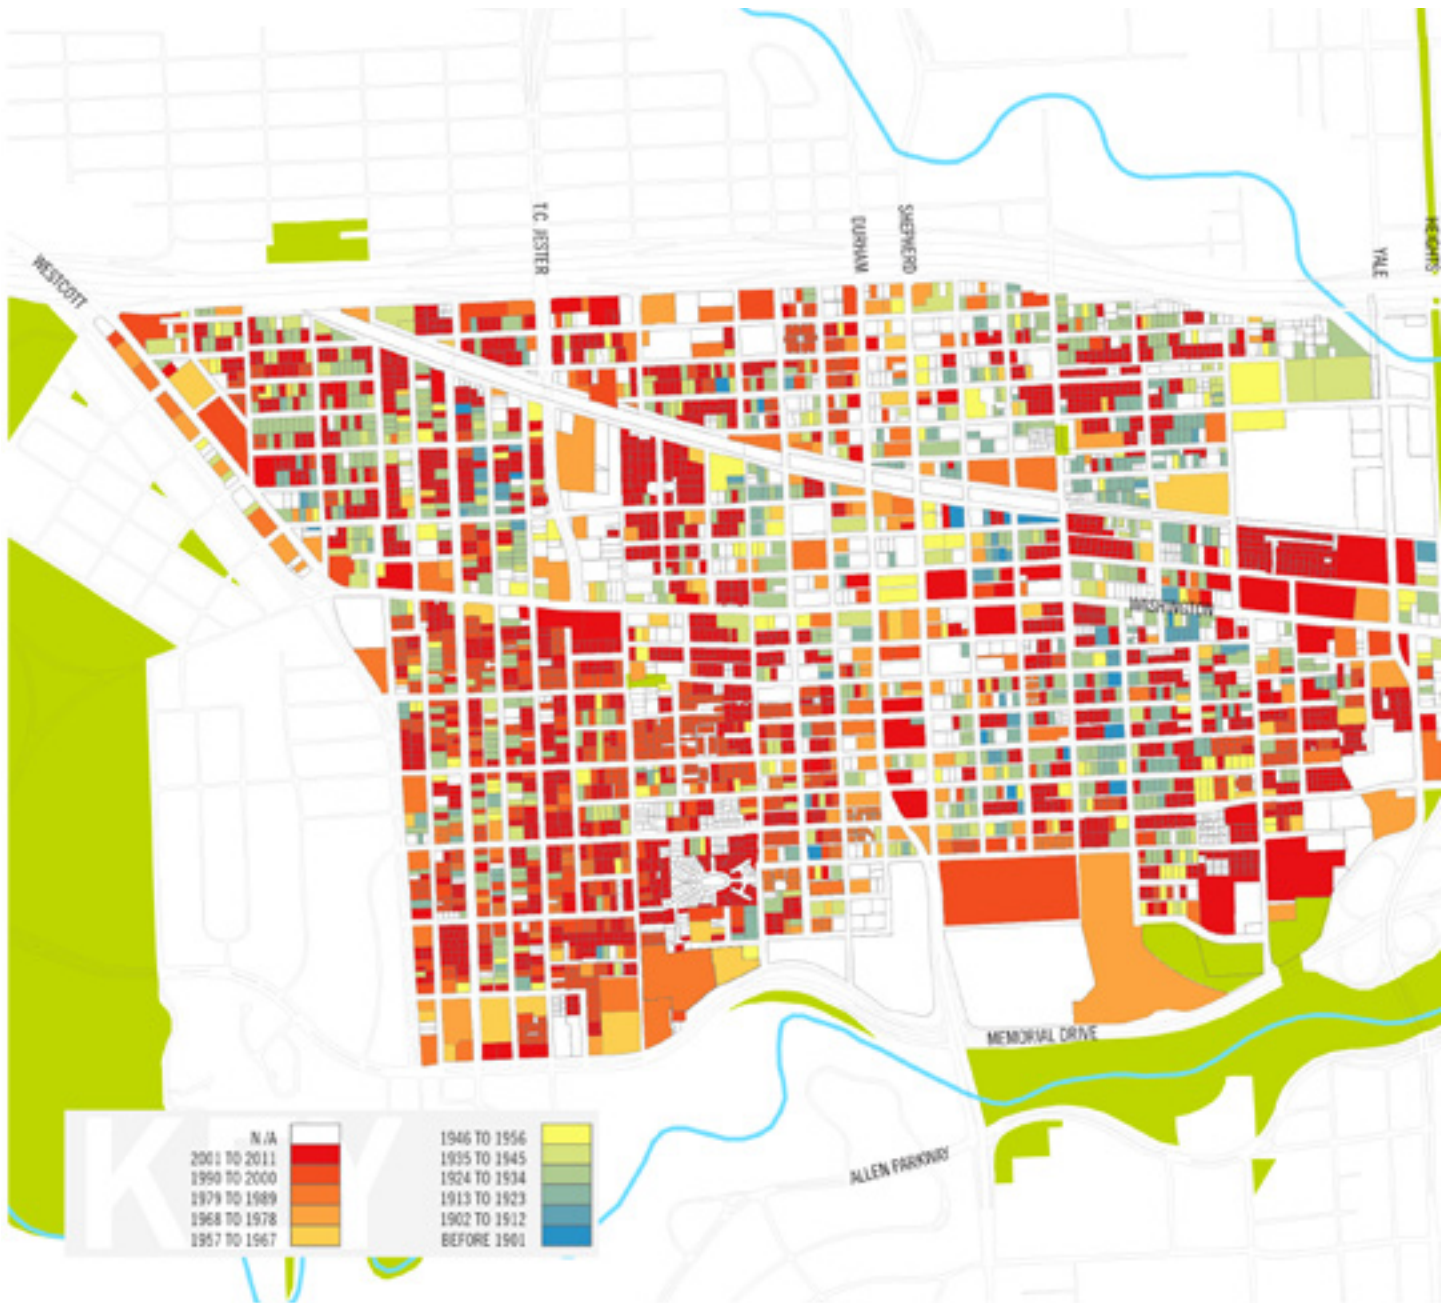 WESTCOTT
T.C. JESTER
DURHAM
SHEPHERD
YALE
HEIGHTS
WASHINGTON
MEMORIAL DRIVE
ALLEN PARKWAY
KEY
N/A
2001 TO 2011
1990 TO 2000
1979 TO 1989
1968 TO 1978
1957 TO 1967
1946 TO 1956
1935 TO 1945
1924 TO 1934
1913 TO 1923
1902 TO 1912
BEFORE 1901